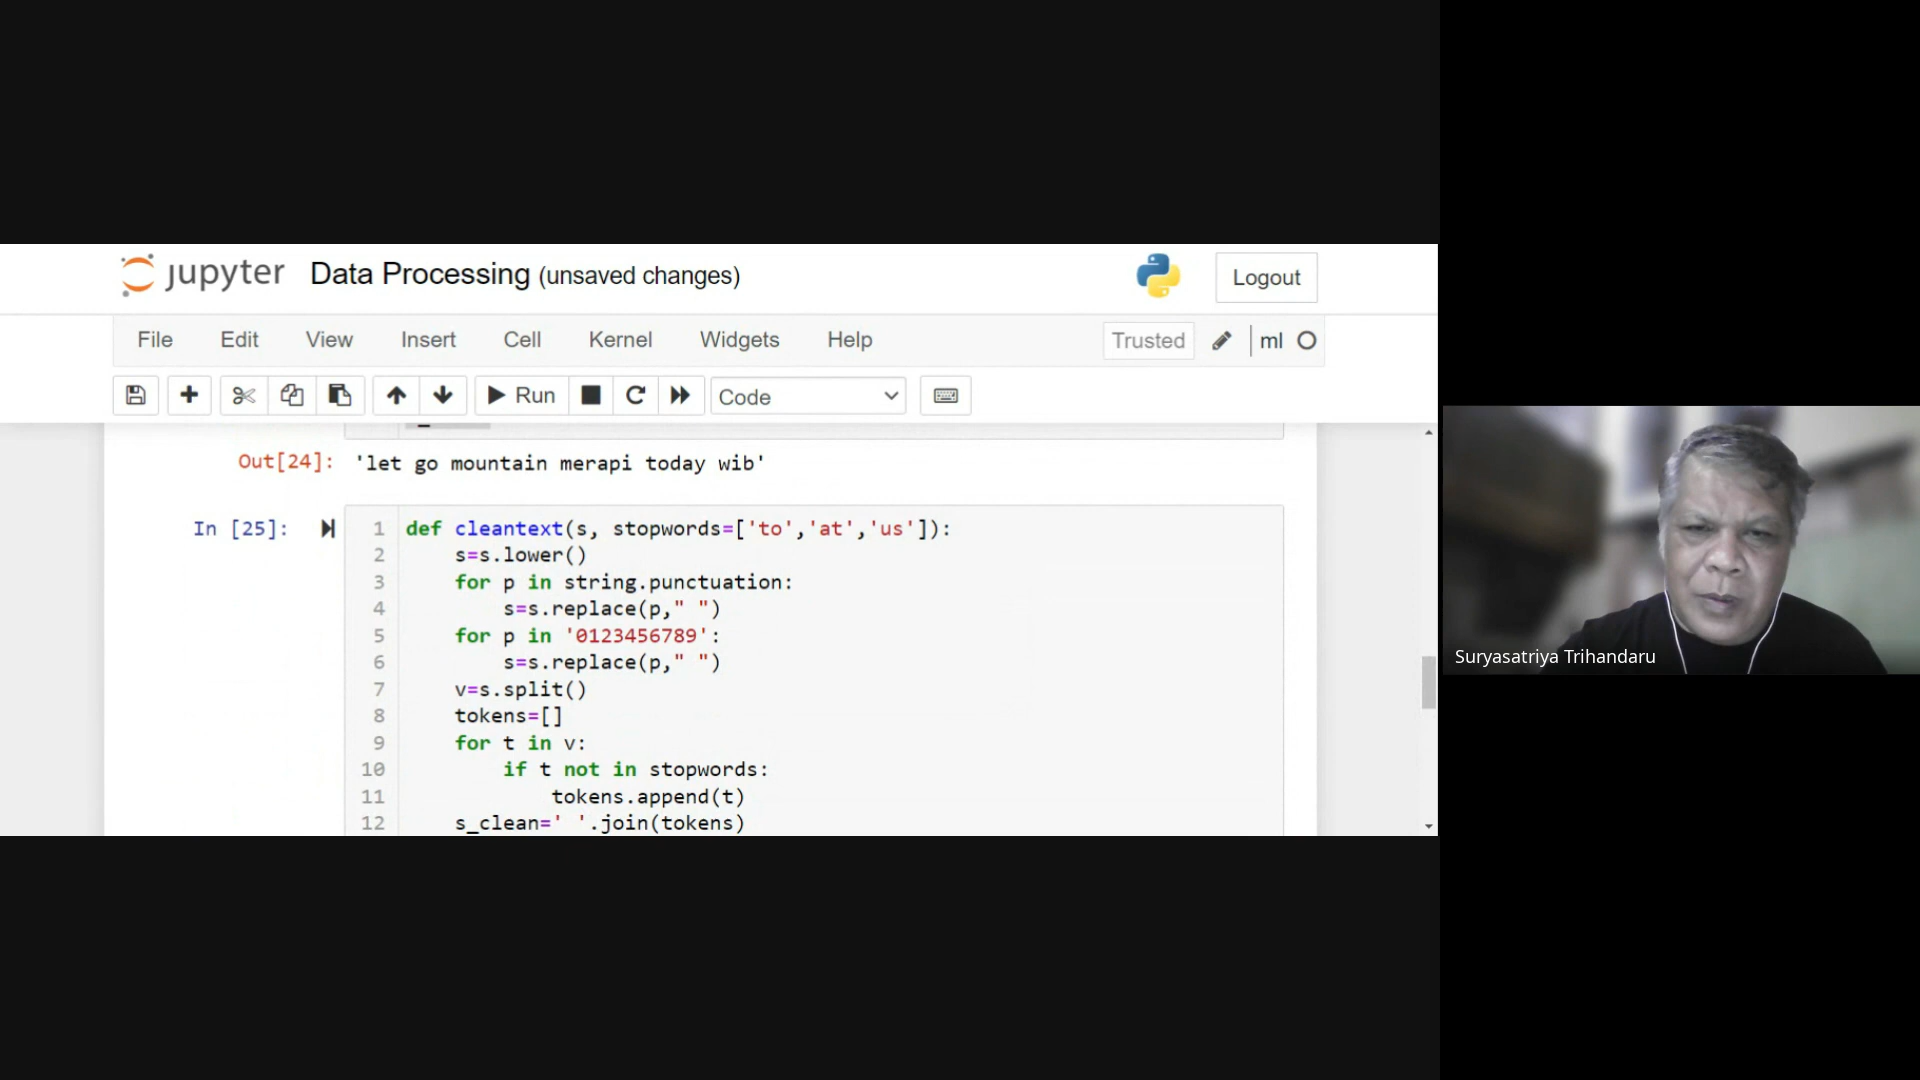 jupyter Data Processing (unsaved changes) Logout
File Edit View Insert Cell Kernel Widgets Help Trusted ml
Run Code
Out[24]: 'let go mountain merapi today wib'
In [25]: 1 def cleantext(s, stopwords=['to','at','us']):
2 s=s.lower()
3 for p in string.punctuation:
4 s=s.replace(p," ")
5 for p in '0123456789':
6 s=s.replace(p," ")
7 v=s.split()
8 tokens=[]
9 for t in v:
10 if t not in stopwords:
11 tokens.append(t)
12 s_clean=' '.join(tokens)
Suryasatriya Trihandaru